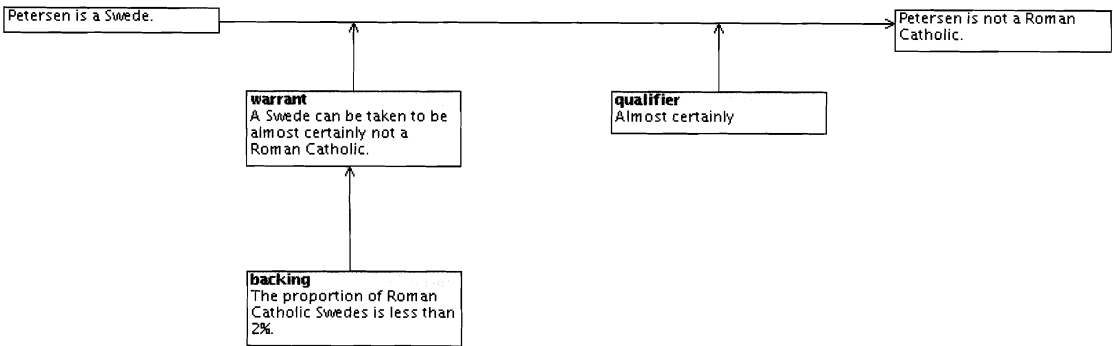 Petersen is a Swede.
Petersen is not a Roman
Catholic.
warrant
A Swede can be taken to be
almost certainly not a
Roman Catholic.
qualifier
Almost certainly
backing
The proportion of Roman
Catholic Swedes is less than
2%.